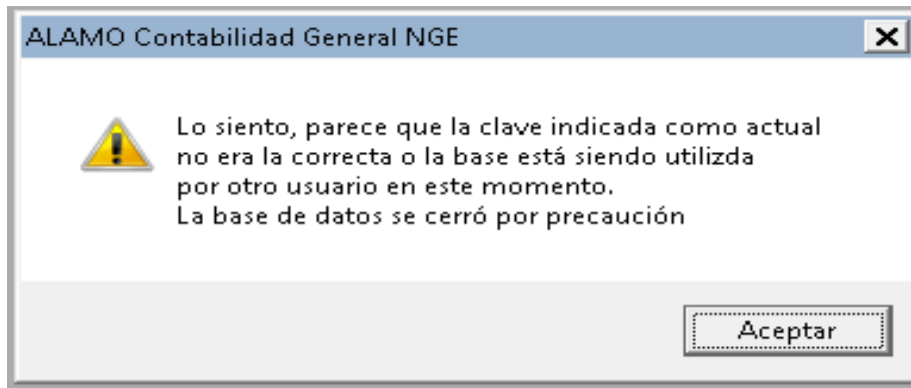 ALAMO Contabilidad General NGE
Lo siento, parece que la clave indicada como actual
no era la correcta o la base está siendo utilizda
por otro usuario en este momento.
La base de datos se cerró por precaución
Aceptar